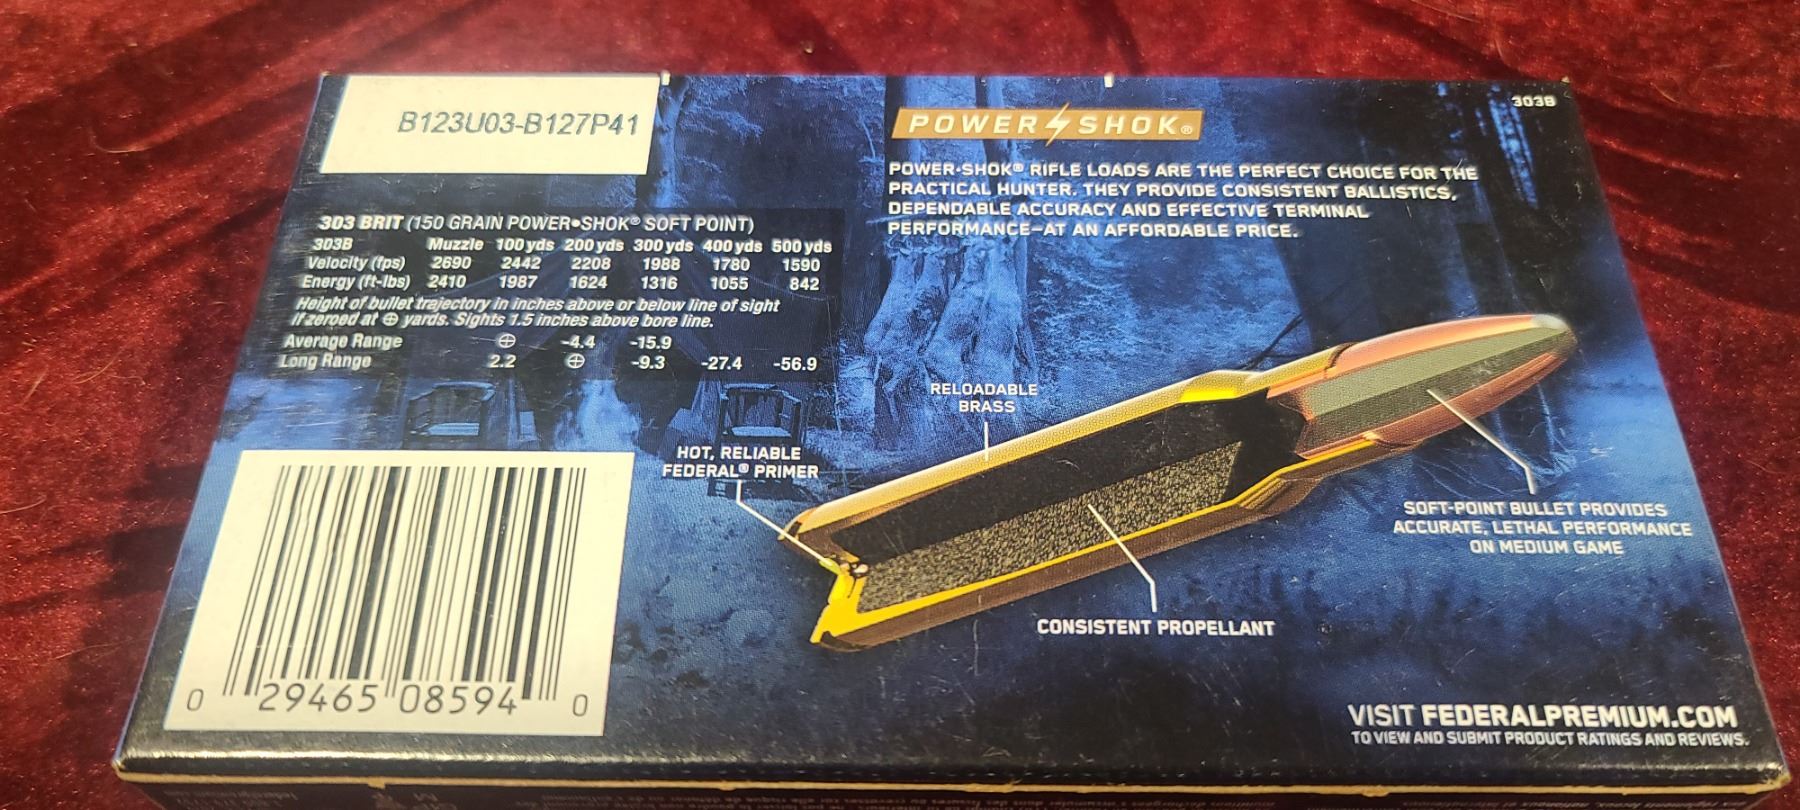 B123U03-B127P41
303 BRIT (150 GRAIN POWER•SHOK® SOFT POINT)
303B Muzzle 100 yds 200 yds 300 yds 400 yds 500 yds
Velocity (fps) 2690 2442 2208 1988 1780 1590
Energy (ft-lbs) 2410 1987 1624 1316 1055 842
Height of bullet trajectory in inches above or below line of sight
if zeroed at ⊕ yards. Sights 1.5 inches above bore line.
Average Range ⊕ -4.4 -15.9
Long Range 2.2 ⊕ -9.3 -27.4 -56.9
303B
POWER SHOK®
POWER•SHOK® RIFLE LOADS ARE THE PERFECT CHOICE FOR THE
PRACTICAL HUNTER. THEY PROVIDE CONSISTENT BALLISTICS,
DEPENDABLE ACCURACY AND EFFECTIVE TERMINAL
PERFORMANCE–AT AN AFFORDABLE PRICE.
RELOADABLE
BRASS
HOT, RELIABLE
FEDERAL® PRIMER
SOFT-POINT BULLET PROVIDES
ACCURATE, LETHAL PERFORMANCE
ON MEDIUM GAME
CONSISTENT PROPELLANT
0 29465 08594 0
VISIT FEDERALPREMIUM.COM
TO VIEW AND SUBMIT PRODUCT RATINGS AND REVIEWS.